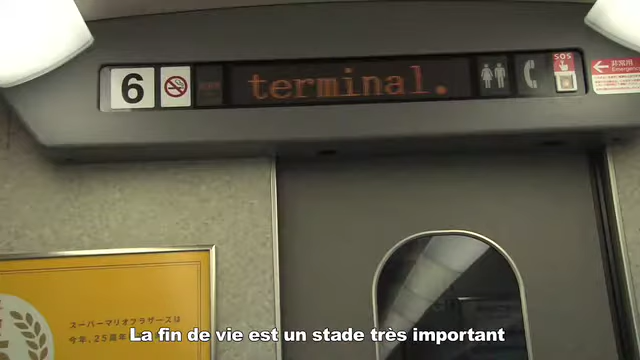 6
terminal.
SOS
非常用
Emergency
スーパーマリオブラザーズは
今年、25周
La fin de vie est un stade très important